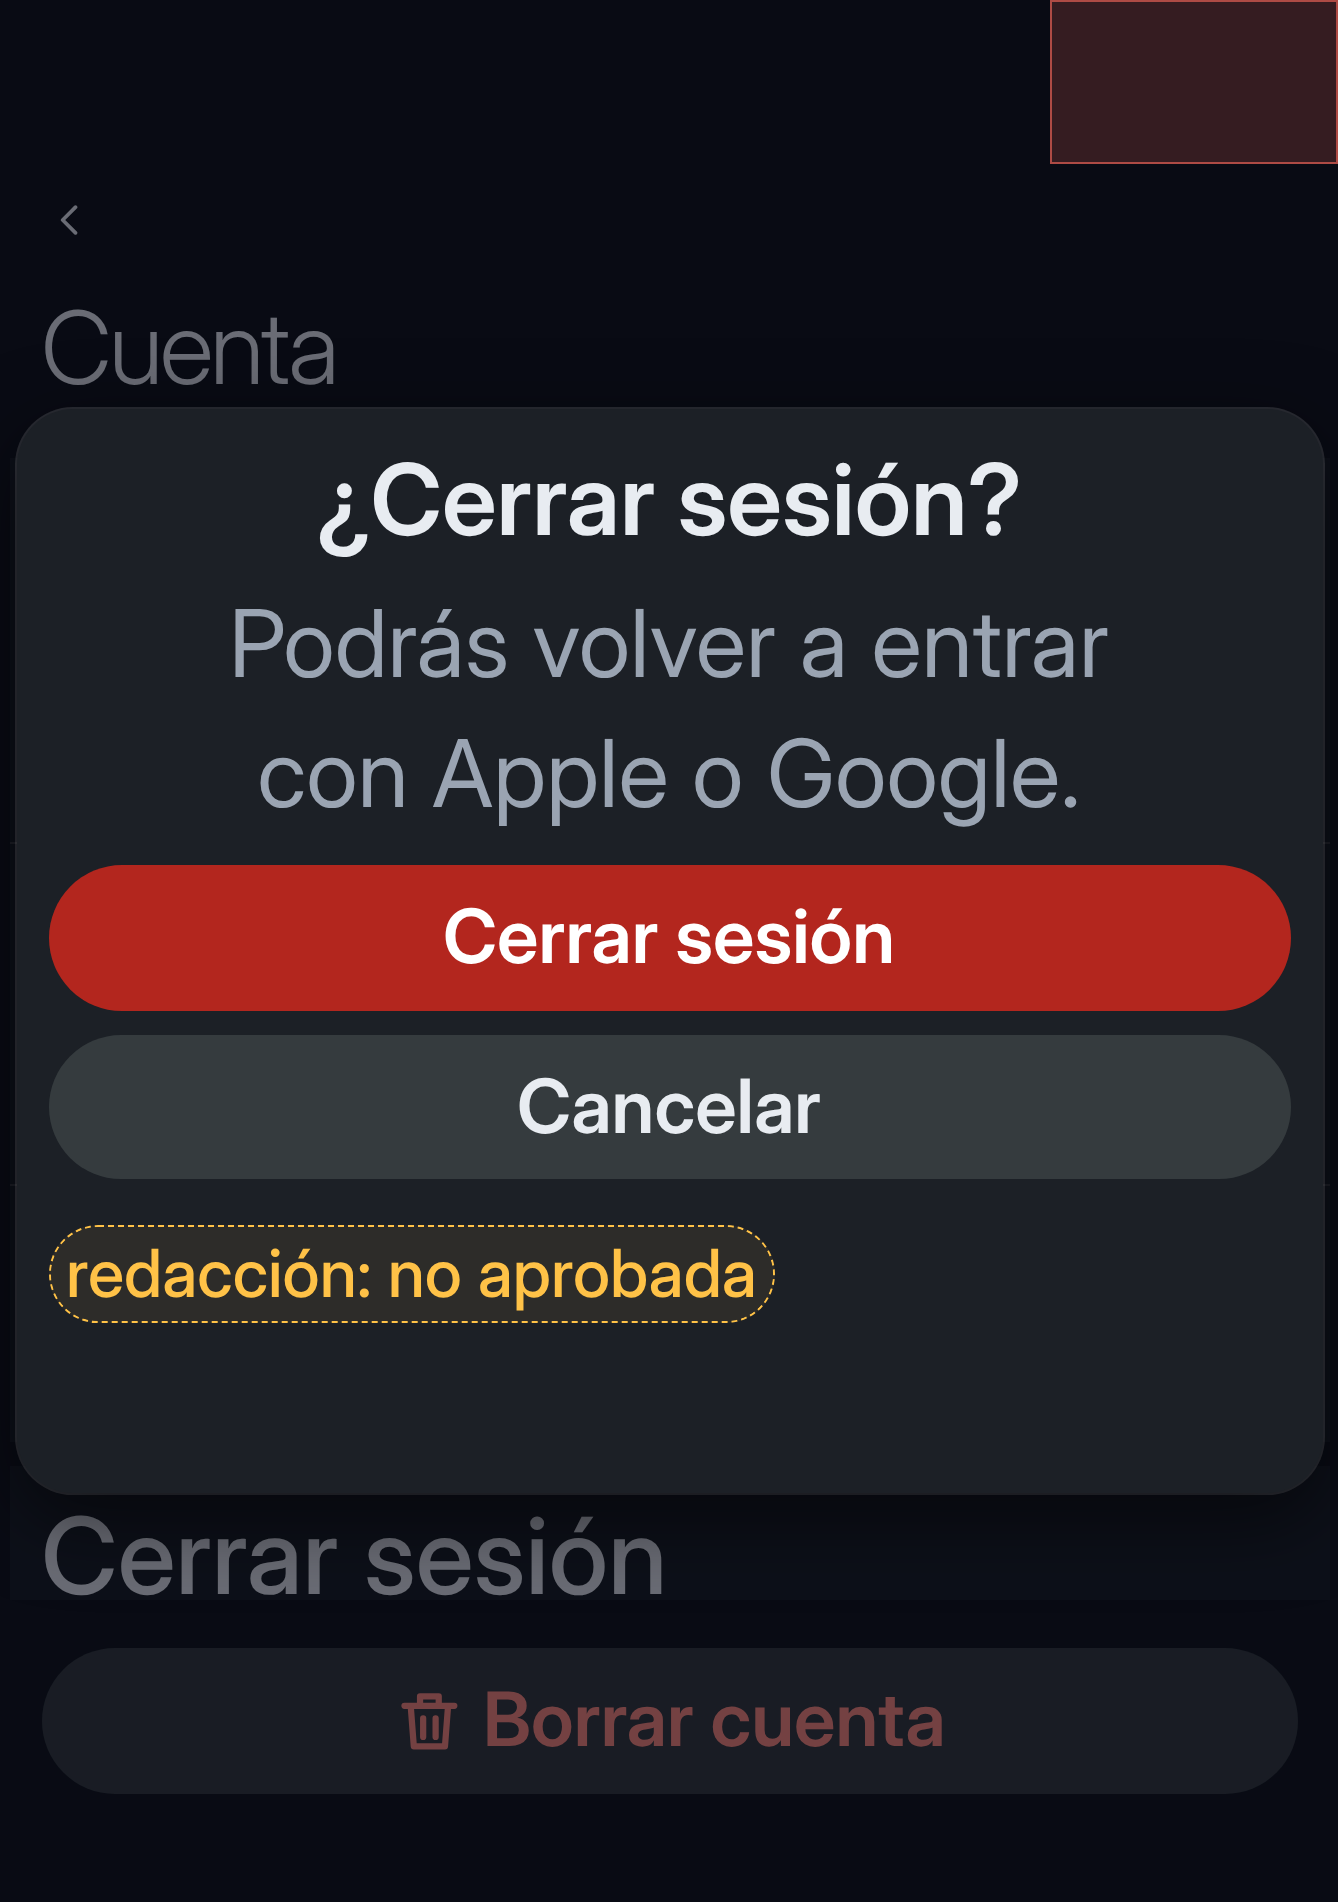 Cuenta
¿Cerrar sesión?
Podrás volver a entrar
con Apple o Google.
Cerrar sesión
Cancelar
redacción: no aprobada
Cerrar sesión
Borrar cuenta